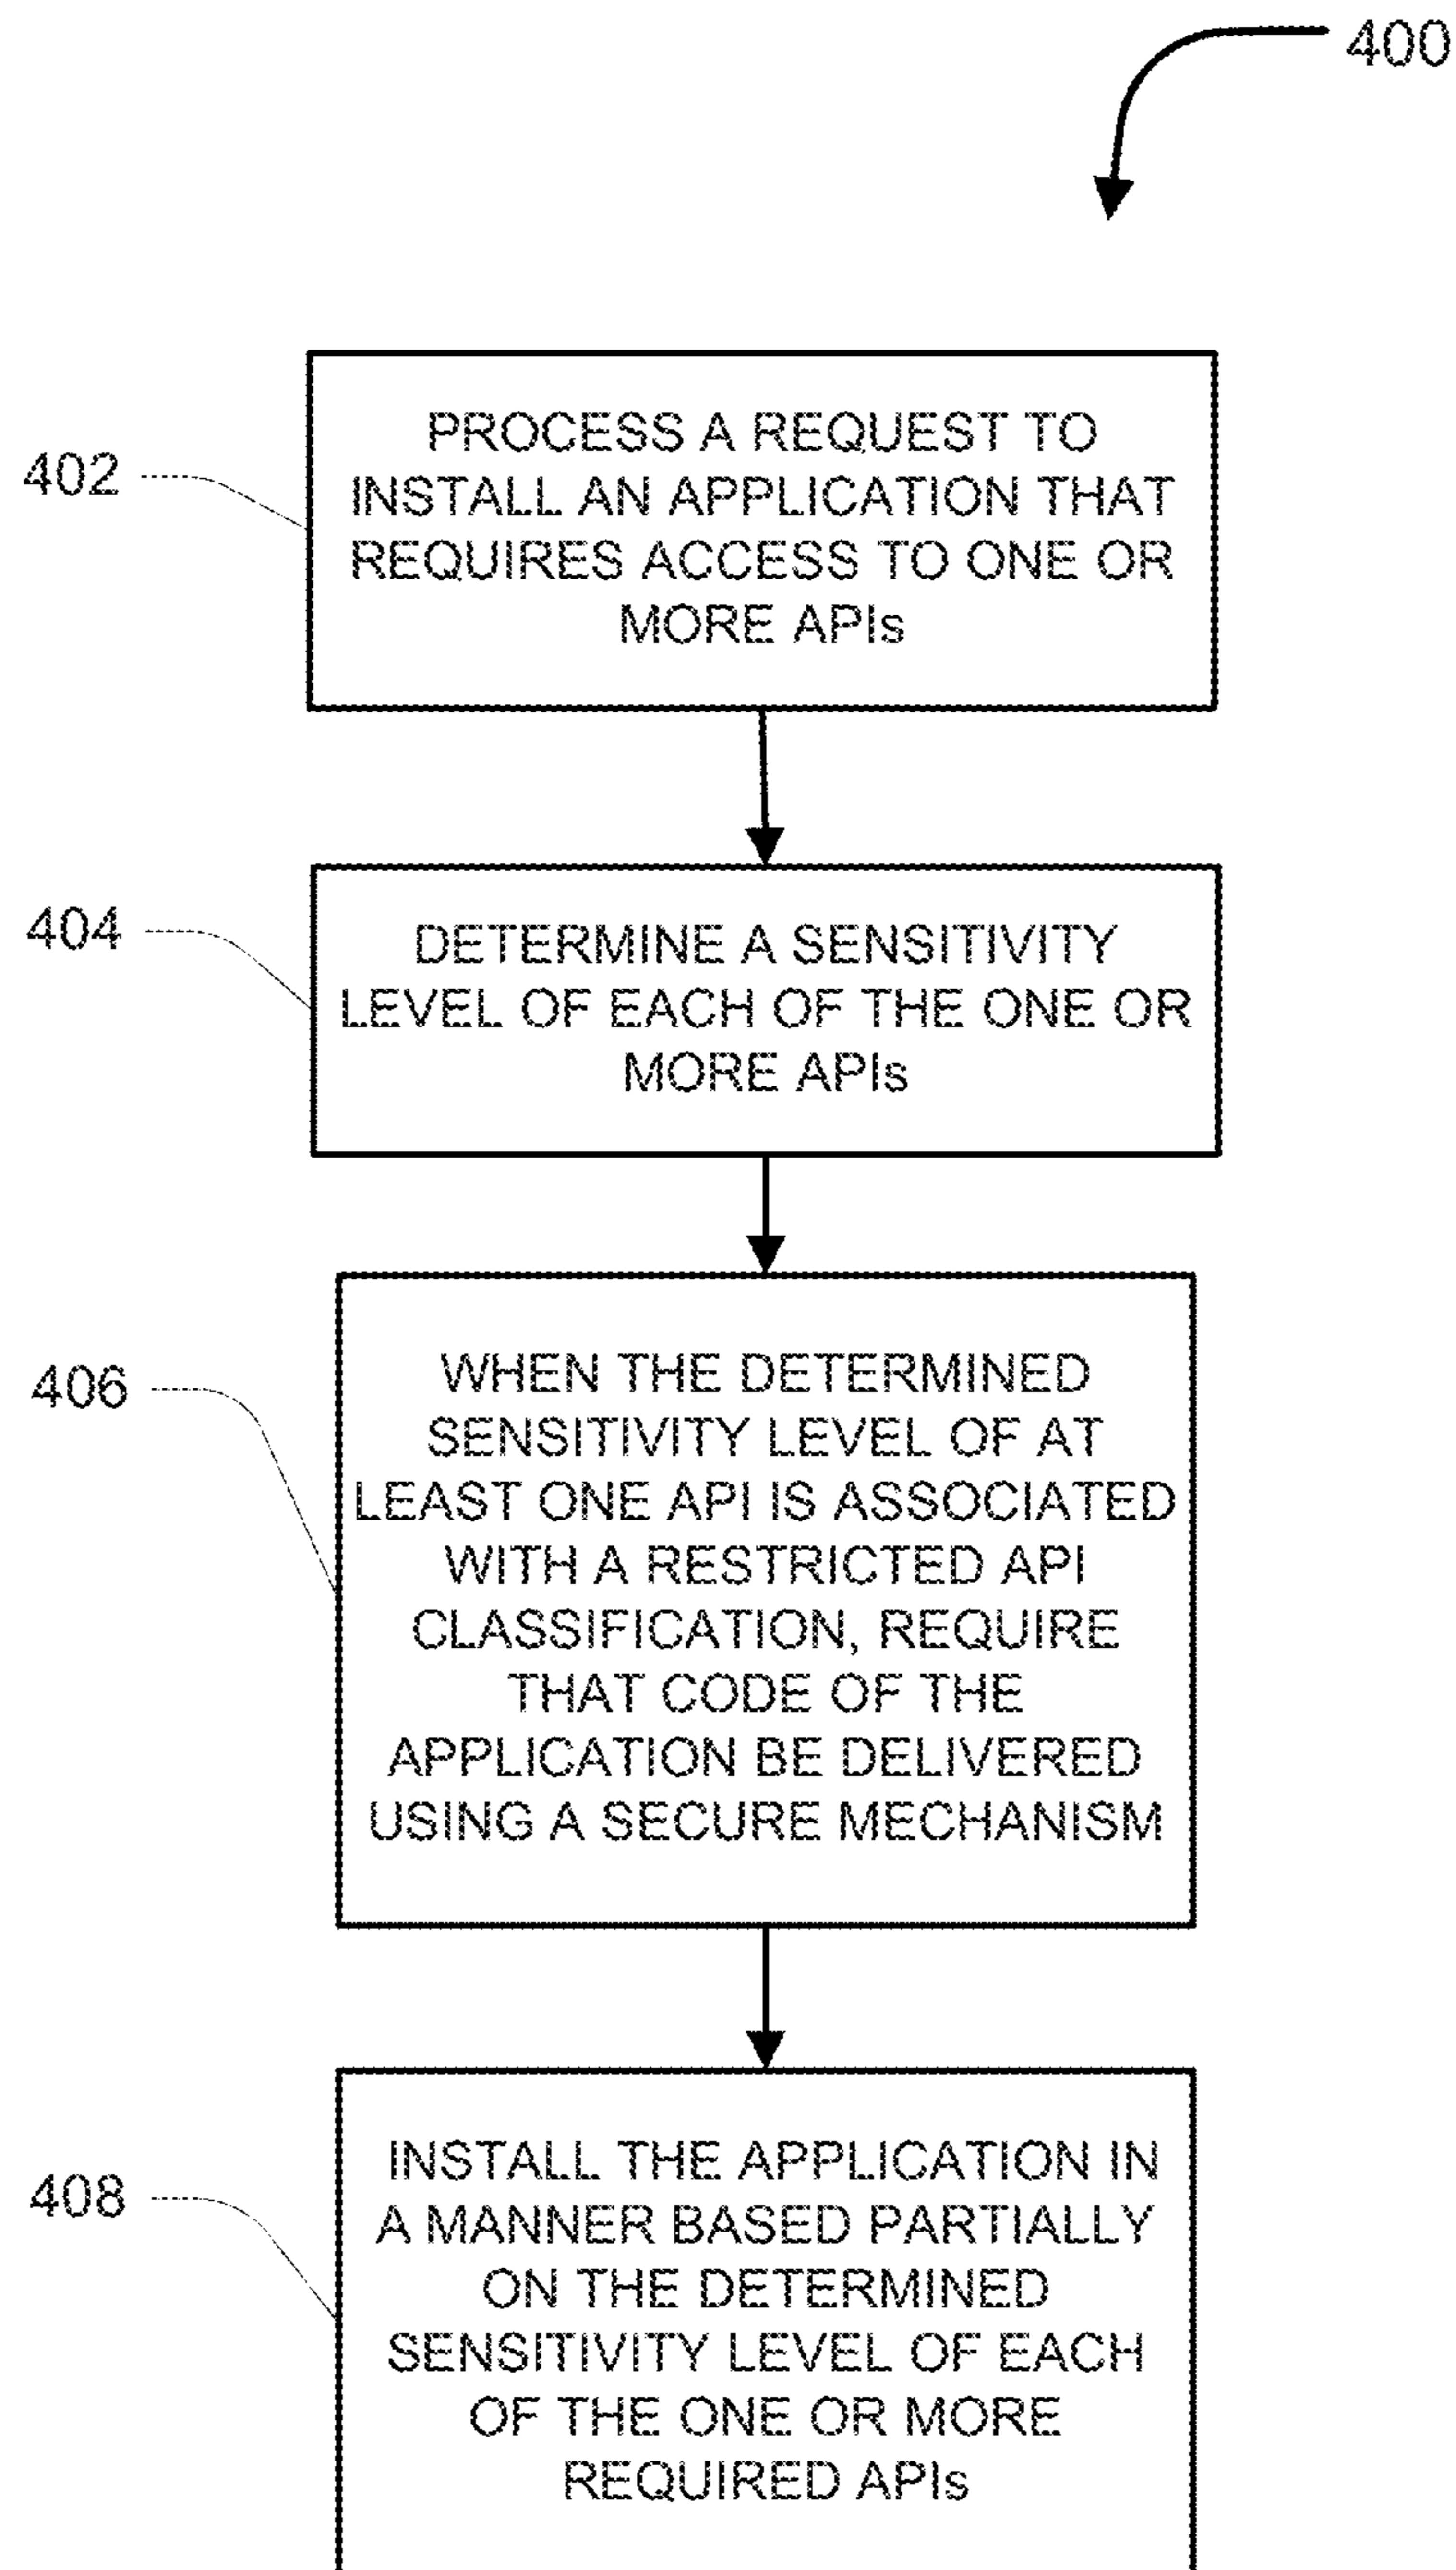 400
402
PROCESS A REQUEST TO
INSTALL AN APPLICATION THAT
REQUIRES ACCESS TO ONE OR
MORE APIs
404
DETERMINE A SENSITIVITY
LEVEL OF EACH OF THE ONE OR
MORE APIs
406
WHEN THE DETERMINED
SENSITIVITY LEVEL OF AT
LEAST ONE API IS ASSOCIATED
WITH A RESTRICTED API
CLASSIFICATION, REQUIRE
THAT CODE OF THE
APPLICATION BE DELIVERED
USING A SECURE MECHANISM
408
INSTALL THE APPLICATION IN
A MANNER BASED PARTIALLY
ON THE DETERMINED
SENSITIVITY LEVEL OF EACH
OF THE ONE OR MORE
REQUIRED APIs